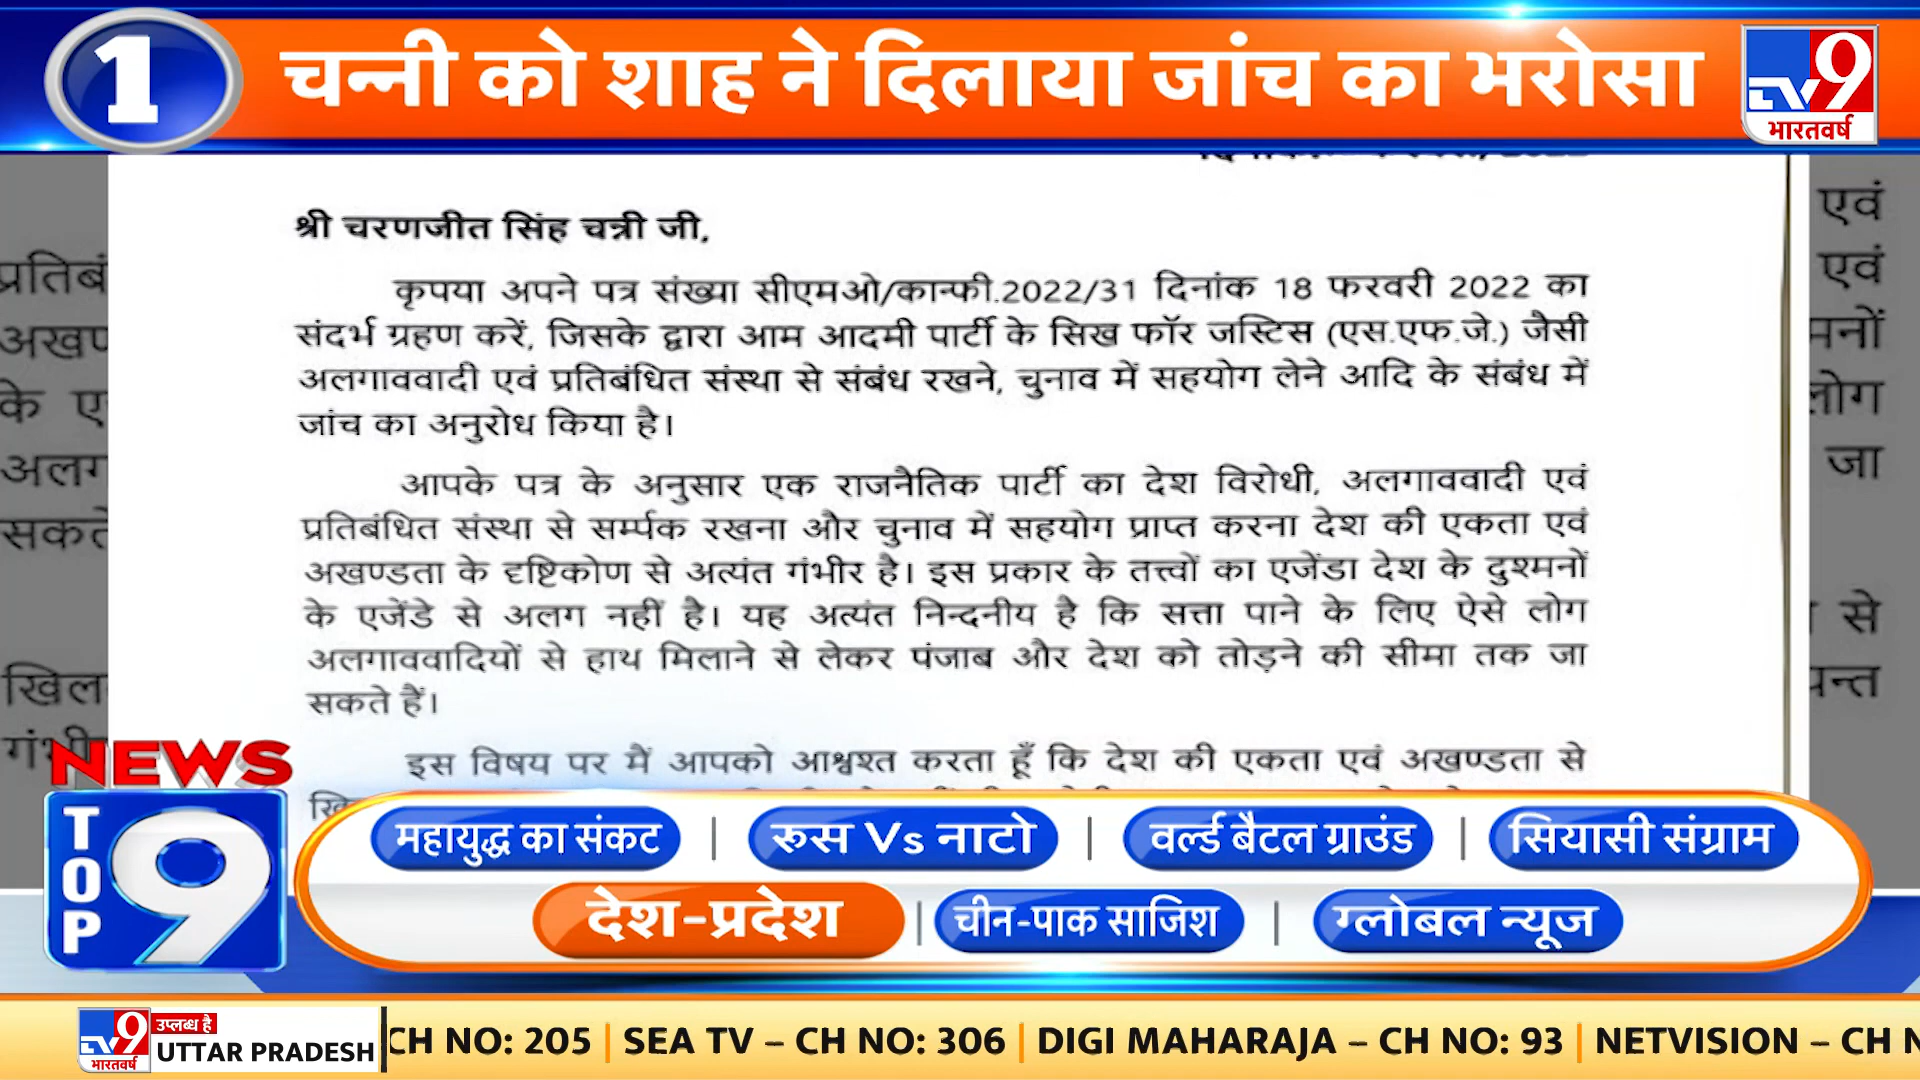 1
चन्नी को शाह ने दिलाया जांच का भरोसा
TV9
भारतवर्ष
श्री चरणजीत सिंह चन्नी जी,
कृपया अपने पत्र संख्या सीएमओ/कान्फी.2022/31 दिनांक 18 फरवरी 2022 का
संदर्भ ग्रहण करें, जिसके द्वारा आम आदमी पार्टी के सिख फॉर जस्टिस (एस.एफ.जे.) जैसी
अलगाववादी एवं प्रतिबंधित संस्था से संबंध रखने, चुनाव में सहयोग लेने आदि के संबंध में
जांच का अनुरोध किया है।
आपके पत्र के अनुसार एक राजनैतिक पार्टी का देश विरोधी, अलगाववादी एवं
प्रतिबंधित संस्था से सर्म्पक रखना और चुनाव में सहयोग प्राप्त करना देश की एकता एवं
अखण्डता के दृष्टिकोण से अत्यंत गंभीर है। इस प्रकार के तत्त्वों का एजेंडा देश के दुश्मनों
के एजेंडे से अलग नहीं है। यह अत्यंत निन्दनीय है कि सत्ता पाने के लिए ऐसे लोग
अलगाववादियों से हाथ मिलाने से लेकर पंजाब और देश को तोड़ने की सीमा तक जा
सकते हैं।
इस विषय पर मैं आपको आश्वश्त करता हूँ कि देश की एकता एवं अखण्डता से
एवं
एवं
लोग
जा
से
NEWS
TOP 9
महायुद्ध का संकट | रूस Vs नाटो | वर्ल्ड बैटल ग्राउंड | सियासी संग्राम
देश-प्रदेश | चीन-पाक साजिश | ग्लोबल न्यूज
TV9 भारतवर्ष उपलब्ध है
UTTAR PRADESH
CH NO: 205 | SEA TV – CH NO: 306 | DIGI MAHARAJA – CH NO: 93 | NETVISION – CH